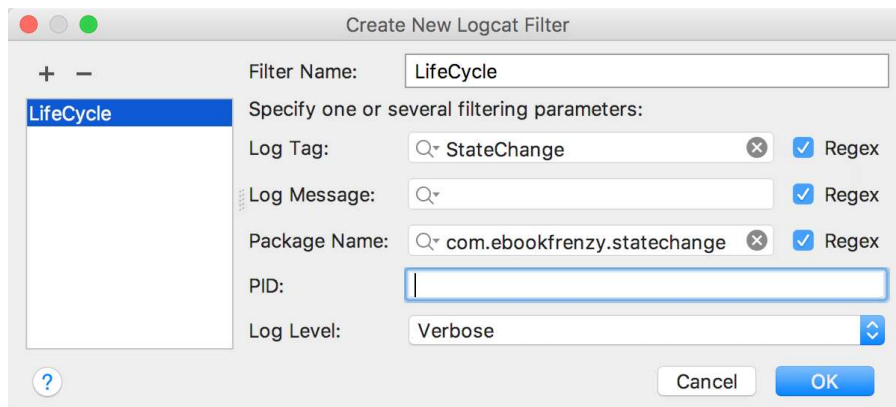 Create New Logcat Filter
+ −
LifeCycle
Filter Name: LifeCycle
Specify one or several filtering parameters:
Log Tag: StateChange Regex
Log Message: Regex
Package Name: com.ebookfrenzy.statechange Regex
PID:
Log Level: Verbose
? Cancel OK